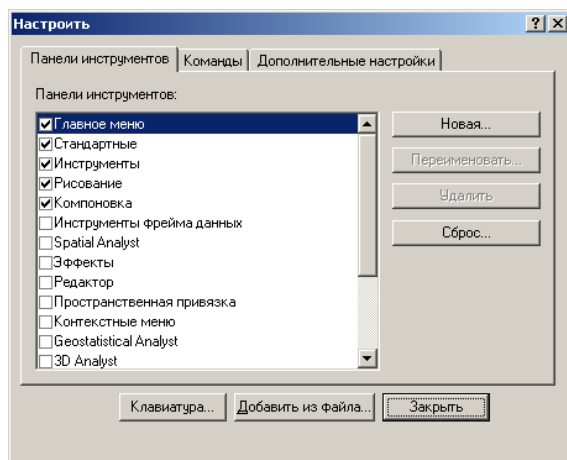 Настроить
Панели инструментов Команды Дополнительные настройки
Панели инструментов:
Главное меню
Стандартные
Инструменты
Рисование
Компоновка
Инструменты фрейма данных
Spatial Analyst
Эффекты
Редактор
Пространственная привязка
Контекстные меню
Geostatistical Analyst
3D Analyst
Новая...
Переименовать...
Удалить
Сброс...
Клавиатура... Добавить из файла... Закрыть